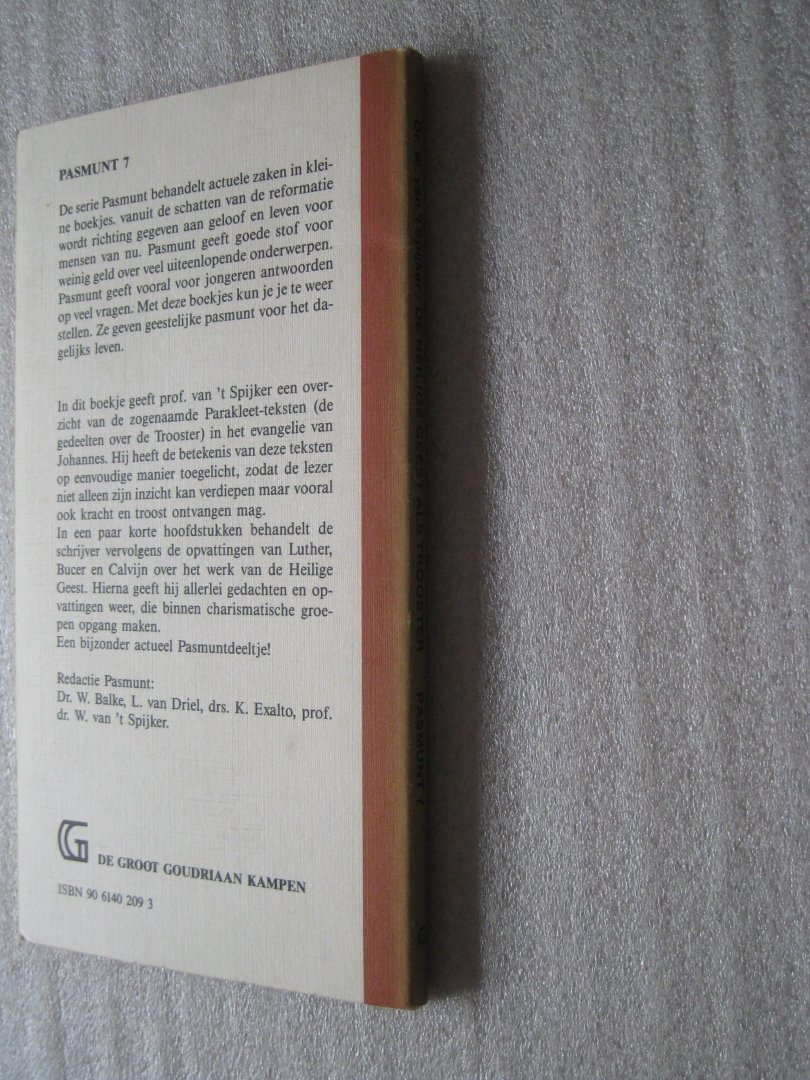 PASMUNT 7
De serie Pasmunt behandelt actuele zaken in klei-
ne boekjes. vanuit de schatten van de reformatie
wordt richting gegeven aan geloof en leven voor
mensen van nu. Pasmunt geeft goede stof voor
weinig geld over veel uiteenlopende onderwerpen.
Pasmunt geeft vooral voor jongeren antwoorden
op veel vragen. Met deze boekjes kun je je te weer
stellen. Ze geven geestelijke pasmunt voor het da-
gelijks leven.
In dit boekje geeft prof. van 't Spijker een over-
zicht van de zogenaamde Parakleet-teksten (de
gedeelten over de Trooster) in het evangelie van
Johannes. Hij heeft de betekenis van deze teksten
op eenvoudige manier toegelicht, zodat de lezer
niet alleen zijn inzicht kan verdiepen maar vooral
ook kracht en troost ontvangen mag.
In een paar korte hoofdstukken behandelt de
schrijver vervolgens de opvattingen van Luther,
Bucer en Calvijn over het werk van de Heilige
Geest. Hierna geeft hij allerlei gedachten en op-
vattingen weer, die binnen charismatische groe-
pen opgang maken.
Een bijzonder actueel Pasmuntdeeltje!
Redactie Pasmunt:
Dr. W. Balke, L. van Driel, drs. K. Exalto, prof.
dr. W. van 't Spijker.
DE GROOT GOUDRIAAN KAMPEN
ISBN 90 6140 209 3
GEEST ALS TROOSTER PASMUNT 7